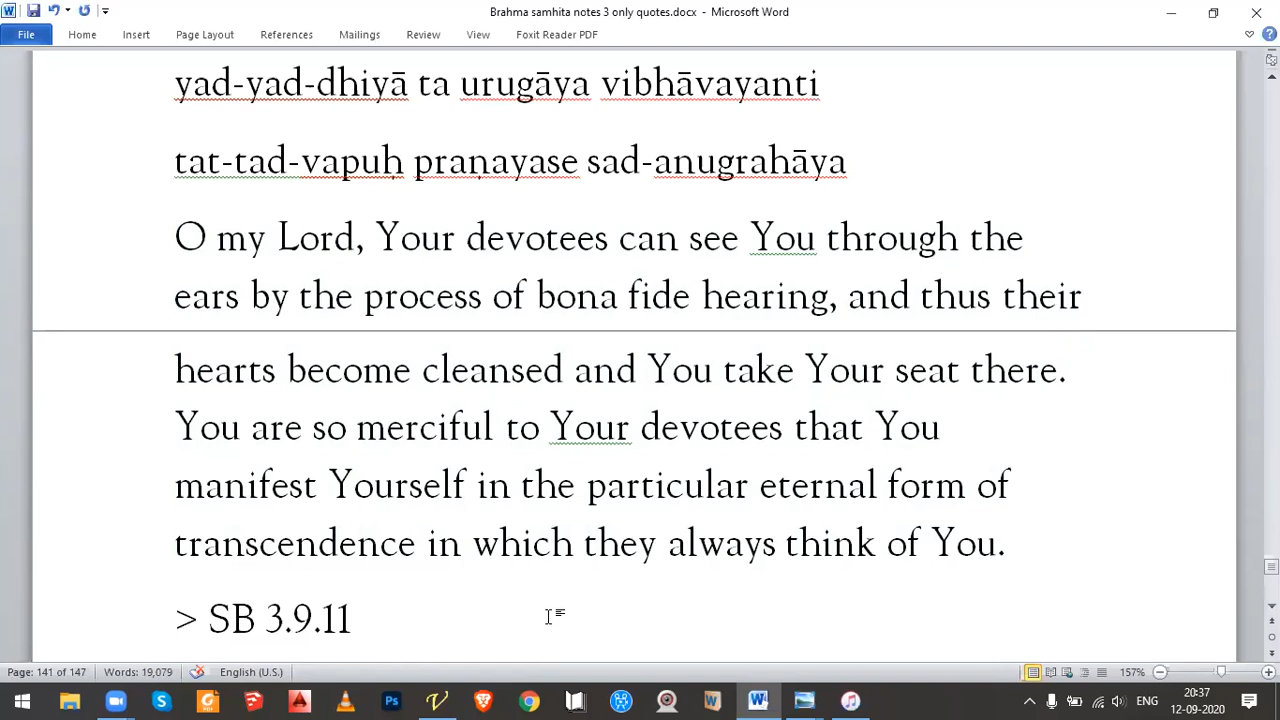 Brahma samhita notes 3 only quotes.docx - Microsoft Word
File Home Insert Page Layout References Mailings Review View Foxit Reader PDF
yad-yad-dhiyā ta urugāya vibhāvayanti
tat-tad-vapuḥ praṇayase sad-anugrahāya
O my Lord, Your devotees can see You through the
ears by the process of bona fide hearing, and thus their
hearts become cleansed and You take Your seat there.
You are so merciful to Your devotees that You
manifest Yourself in the particular eternal form of
transcendence in which they always think of You.
> SB 3.9.11
Page: 141 of 147 Words: 19,079 English (U.S.) 157%
ENG 20:37
12-09-2020